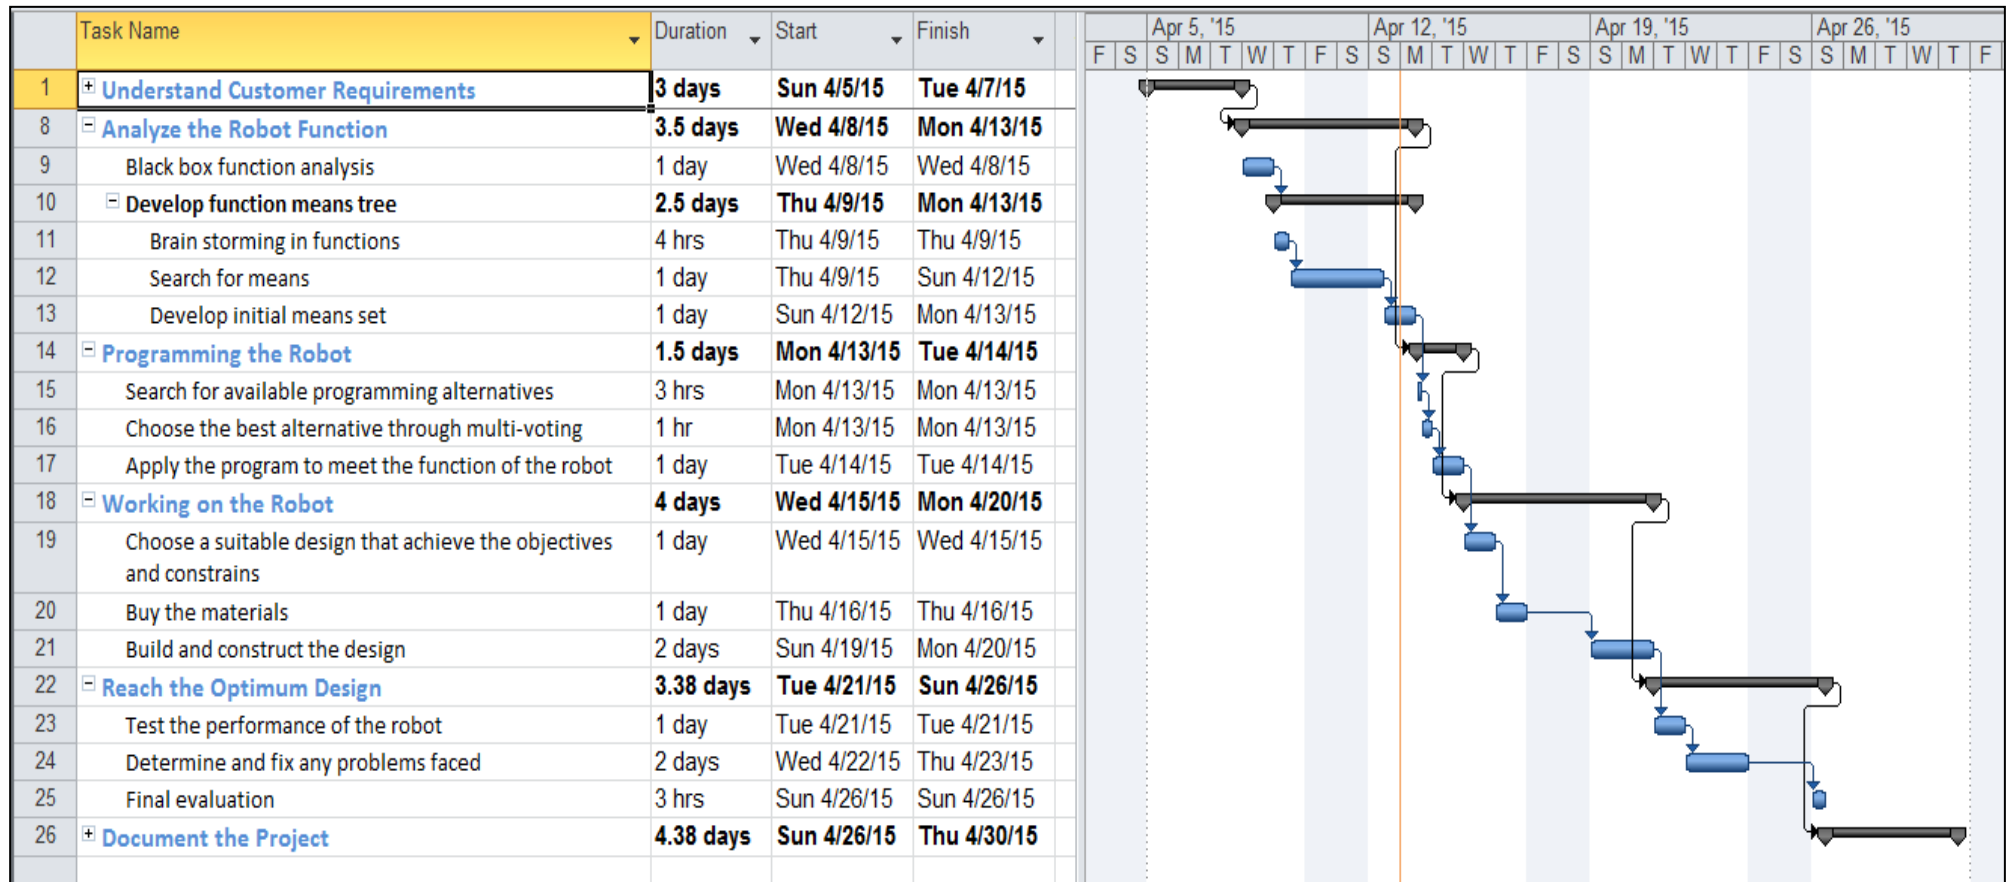 Task Name Duration Start Finish Apr 5, '15 Apr 12, '15 Apr 19, '15 Apr 26, '15
F S S M T W T F S S M T W T F S S M T W T F S S M T W T F
1 Understand Customer Requirements 3 days Sun 4/5/15 Tue 4/7/15
8 Analyze the Robot Function 3.5 days Wed 4/8/15 Mon 4/13/15
9 Black box function analysis 1 day Wed 4/8/15 Wed 4/8/15
10 Develop function means tree 2.5 days Thu 4/9/15 Mon 4/13/15
11 Brain storming in functions 4 hrs Thu 4/9/15 Thu 4/9/15
12 Search for means 1 day Thu 4/9/15 Sun 4/12/15
13 Develop initial means set 1 day Sun 4/12/15 Mon 4/13/15
14 Programming the Robot 1.5 days Mon 4/13/15 Tue 4/14/15
15 Search for available programming alternatives 3 hrs Mon 4/13/15 Mon 4/13/15
16 Choose the best alternative through multi-voting 1 hr Mon 4/13/15 Mon 4/13/15
17 Apply the program to meet the function of the robot 1 day Tue 4/14/15 Tue 4/14/15
18 Working on the Robot 4 days Wed 4/15/15 Mon 4/20/15
19 Choose a suitable design that achieve the objectives 1 day Wed 4/15/15 Wed 4/15/15
and constrains
20 Buy the materials 1 day Thu 4/16/15 Thu 4/16/15
21 Build and construct the design 2 days Sun 4/19/15 Mon 4/20/15
22 Reach the Optimum Design 3.38 days Tue 4/21/15 Sun 4/26/15
23 Test the performance of the robot 1 day Tue 4/21/15 Tue 4/21/15
24 Determine and fix any problems faced 2 days Wed 4/22/15 Thu 4/23/15
25 Final evaluation 3 hrs Sun 4/26/15 Sun 4/26/15
26 Document the Project 4.38 days Sun 4/26/15 Thu 4/30/15